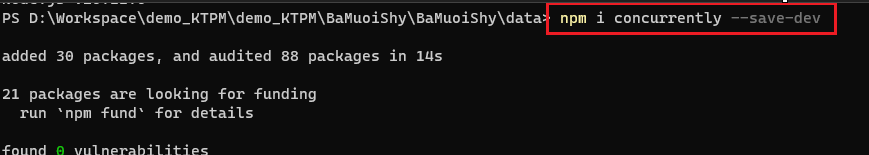 PS D:\Workspace\demo_KTPM\demo_KTPM\BaMuoiShy\BaMuoiShy\data> npm i concurrently --save-dev
added 30 packages, and audited 88 packages in 14s
21 packages are looking for funding
run `npm fund` for details
found 0 vulnerabilities